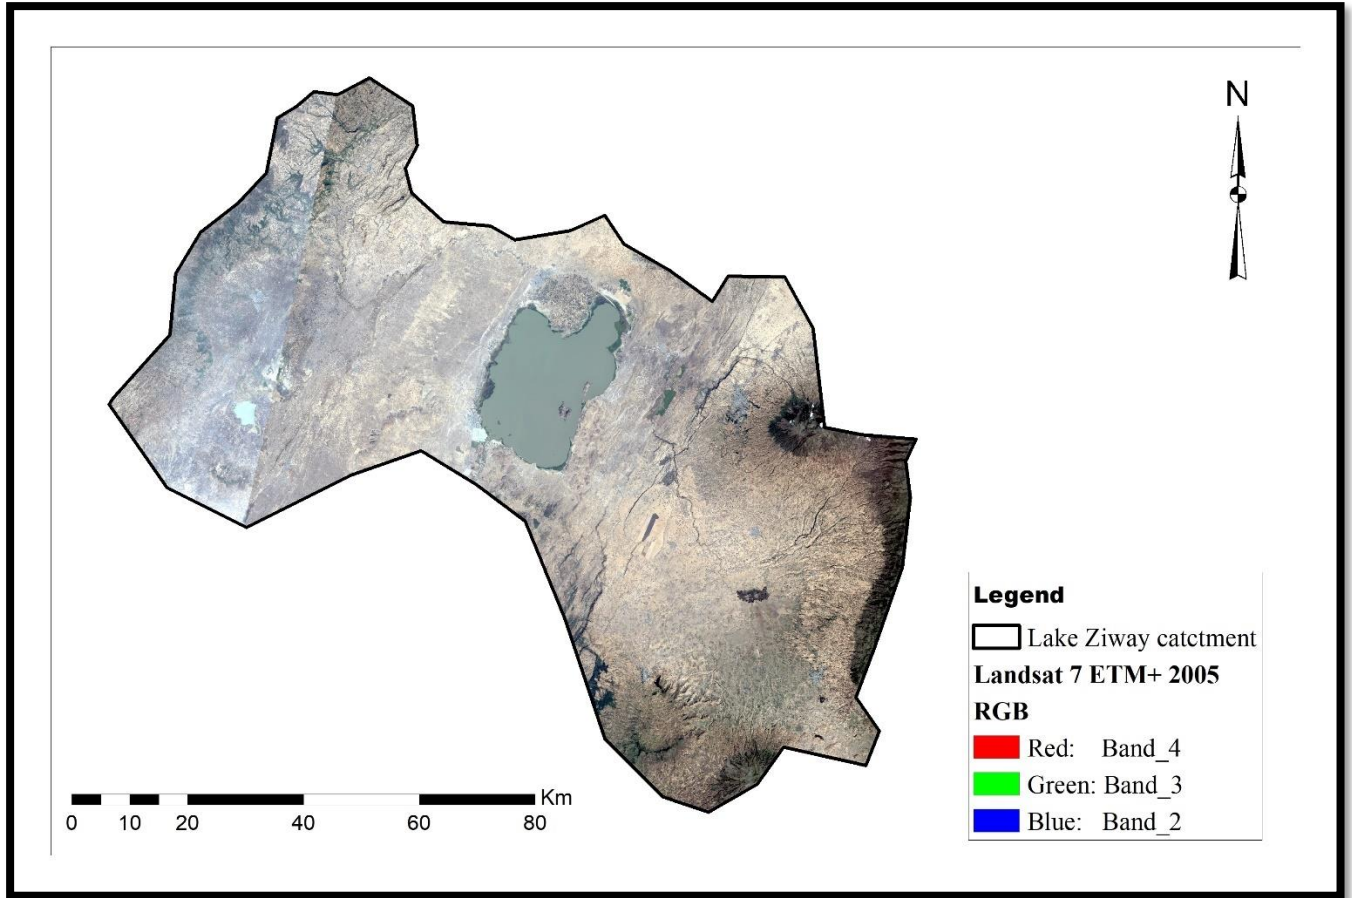 N
Legend
Lake Ziway catctment
Landsat 7 ETM+ 2005
RGB
Red: Band_4
Green: Band_3
Blue: Band_2
Km
0 10 20 40 60 80